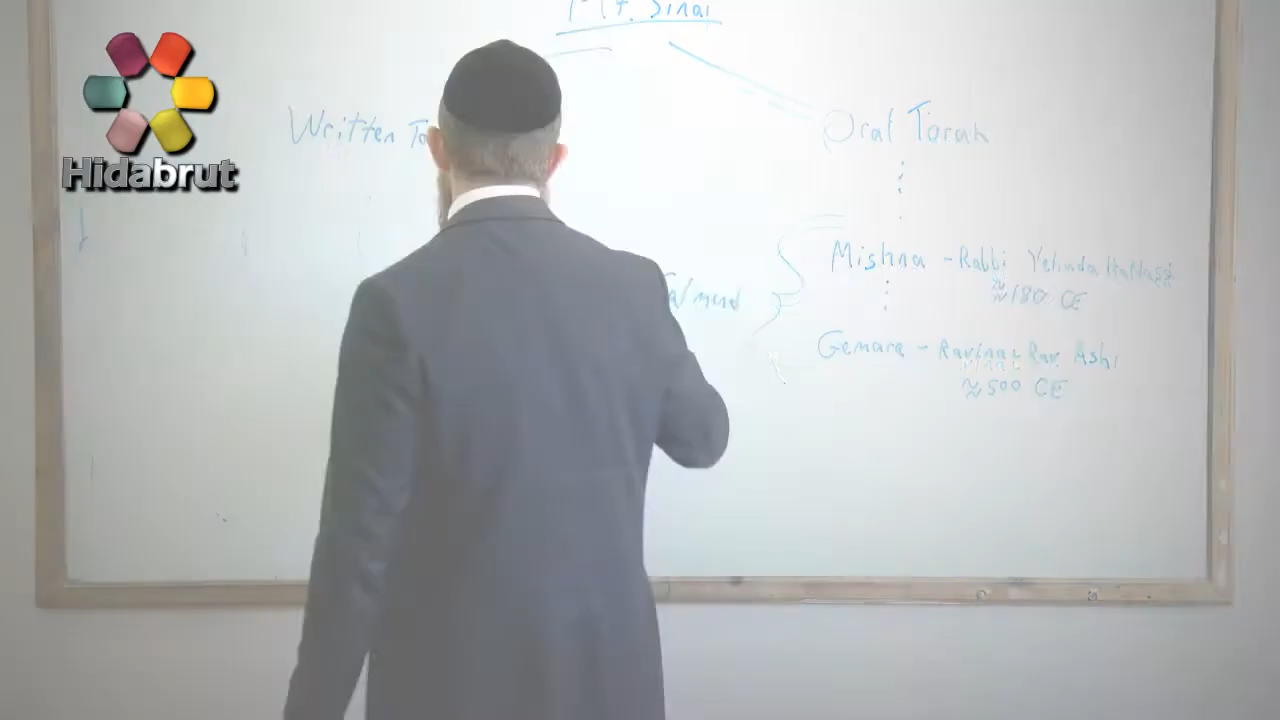 Mt. Sinai
Hidabrut
Written To
Oral Torah
Mishna - Rabbi Yehuda HaNassi
≈180 CE
Talmud
Gemara - Ravina & Rav Ashi
≈500 CE